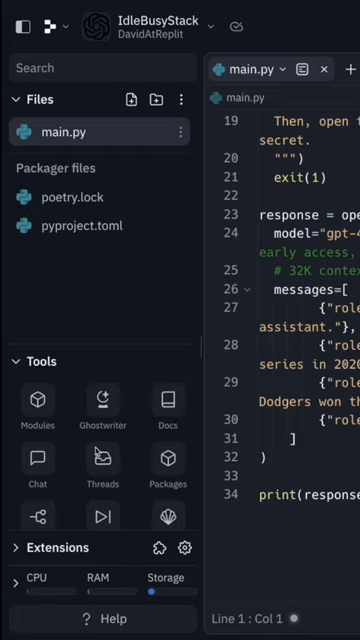 IdleBusyStack
DavidAtReplit
Search
Files
main.py
Packager files
poetry.lock
pyproject.toml
Tools
Modules
Ghostwriter
Docs
Chat
Threads
Packages
Extensions
CPU
RAM
Storage
? Help
main.py
main.py
19 Then, open t
secret.
20 """)
21 exit(1)
22
23 response = ope
24 model="gpt-4
early access,
25 # 32K contex
26 messages=[
27 {"role
assistant."},
28 {"role
series in 2020
29 {"role
Dodgers won th
30 {"role
31 ]
32 )
33
34 print(response
Line 1 : Col 1